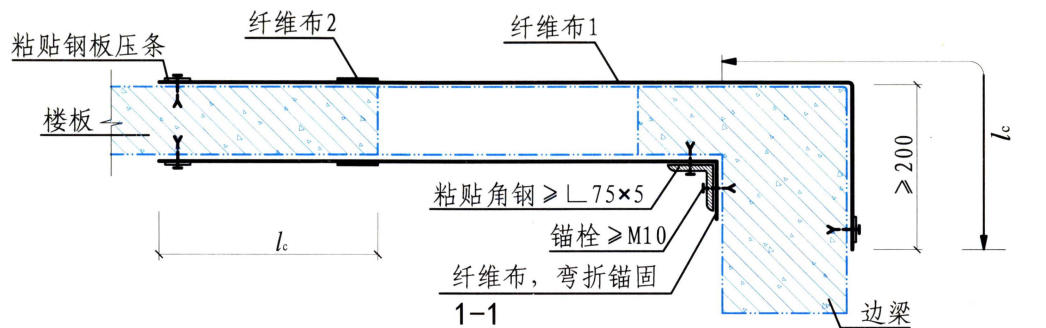 纤维布2
纤维布1
粘贴钢板压条
楼板
lc
≥200
粘贴角钢≥∟75×5
锚栓≥M10
lc
纤维布，弯折锚固
1-1
边梁